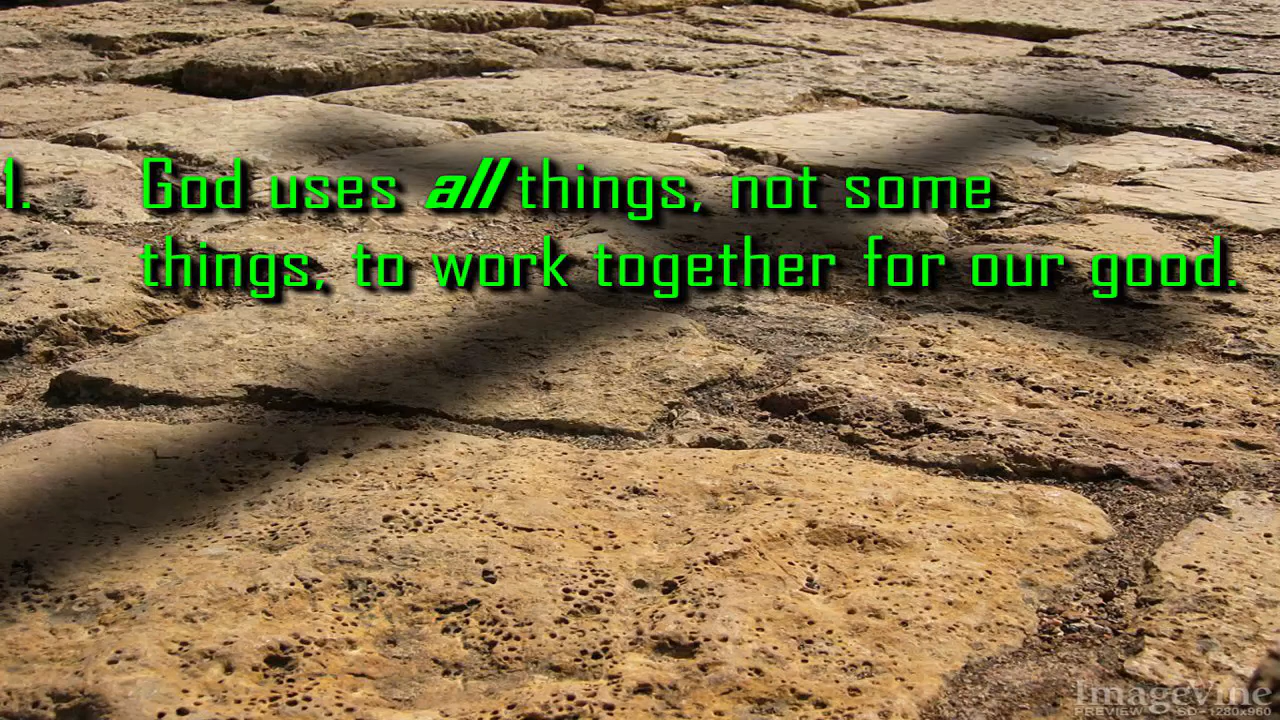 1. God uses all things, not some
things, to work together for our good.
ImageVine
PREVIEW SD - 1280x960